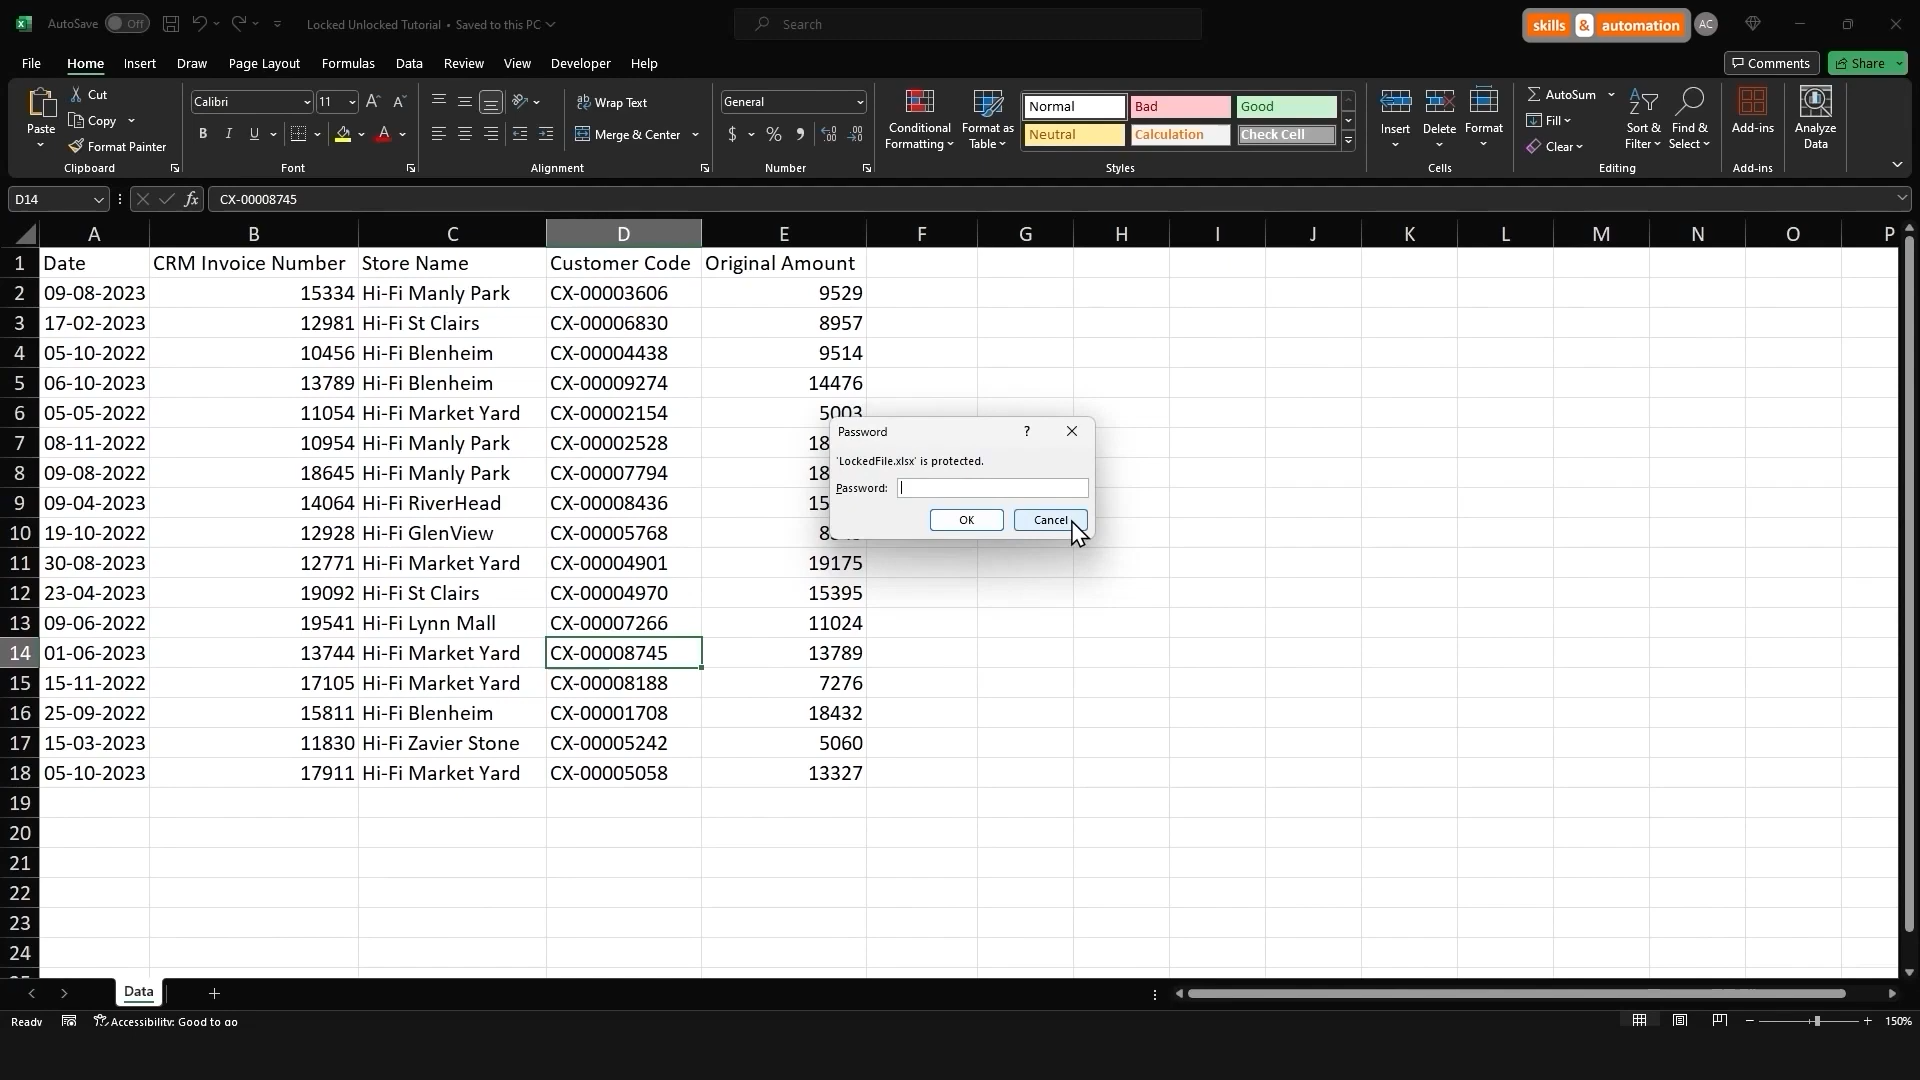 AutoSave Off Locked Unlocked Tutorial • Saved to this PC Search skills & automation AC
File Home Insert Draw Page Layout Formulas Data Review View Developer Help Comments Share
Paste Cut Copy Format Painter Clipboard
Calibri 11 B I U Font
Wrap Text Merge & Center Alignment
General $ % , Number
Conditional Formatting Format as Table
Normal Bad Good
Neutral Calculation Check Cell
Styles
Insert Delete Format Cells
AutoSum Fill Clear Sort & Filter Find & Select Editing
Add-ins Add-ins
Analyze Data
D14 fx CX-00008745
A B C D E F G H I J K L M N O P
1 Date CRM Invoice Number Store Name Customer Code Original Amount
2 09-08-2023 15334 Hi-Fi Manly Park CX-00003606 9529
3 17-02-2023 12981 Hi-Fi St Clairs CX-00006830 8957
4 05-10-2022 10456 Hi-Fi Blenheim CX-00004438 9514
5 06-10-2023 13789 Hi-Fi Blenheim CX-00009274 14476
6 05-05-2022 11054 Hi-Fi Market Yard CX-00002154 5003
7 08-11-2022 10954 Hi-Fi Manly Park CX-00002528 18
8 09-08-2022 18645 Hi-Fi Manly Park CX-00007794 18
9 09-04-2023 14064 Hi-Fi RiverHead CX-00008436 15
10 19-10-2022 12928 Hi-Fi GlenView CX-00005768 8
11 30-08-2023 12771 Hi-Fi Market Yard CX-00004901 19175
12 23-04-2023 19092 Hi-Fi St Clairs CX-00004970 15395
13 09-06-2022 19541 Hi-Fi Lynn Mall CX-00007266 11024
14 01-06-2023 13744 Hi-Fi Market Yard CX-00008745 13789
15 15-11-2022 17105 Hi-Fi Market Yard CX-00008188 7276
16 25-09-2022 15811 Hi-Fi Blenheim CX-00001708 18432
17 15-03-2023 11830 Hi-Fi Zavier Stone CX-00005242 5060
18 05-10-2023 17911 Hi-Fi Market Yard CX-00005058 13327
19
20
21
22
23
24
Password ?
'LockedFile.xlsx' is protected.
Password:
OK Cancel
Data
Ready Accessibility: Good to go 150%